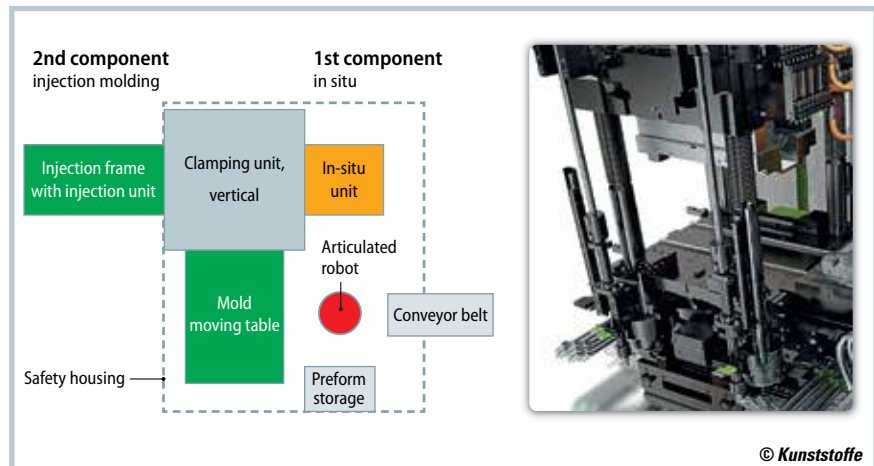 2nd component
injection molding
1st component
in situ
Injection frame
with injection unit
Clamping unit,
vertical
In-situ
unit
Articulated
robot
Mold
moving table
Conveyor belt
Safety housing
Preform
storage
© Kunststoffe